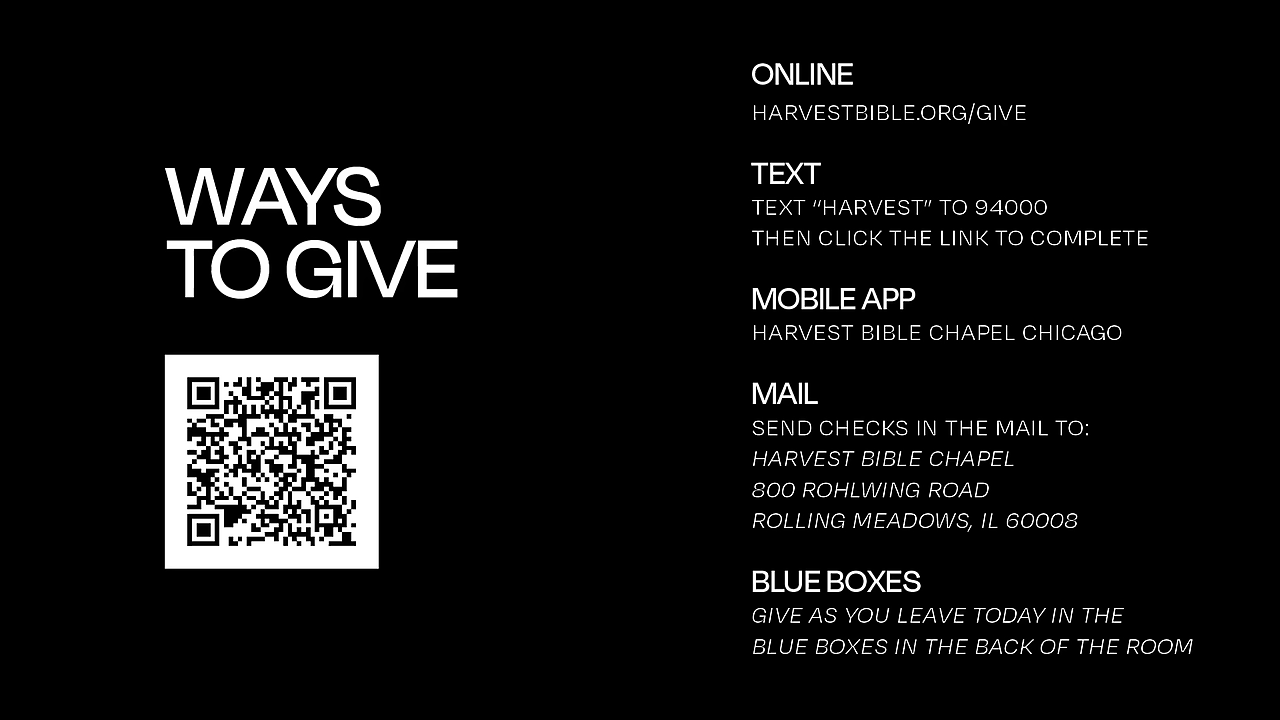 WAYS
TO GIVE
ONLINE
HARVESTBIBLE.ORG/GIVE
TEXT
TEXT “HARVEST” TO 94000
THEN CLICK THE LINK TO COMPLETE
MOBILE APP
HARVEST BIBLE CHAPEL CHICAGO
MAIL
SEND CHECKS IN THE MAIL TO:
HARVEST BIBLE CHAPEL
800 ROHLWING ROAD
ROLLING MEADOWS, IL 60008
BLUE BOXES
GIVE AS YOU LEAVE TODAY IN THE
BLUE BOXES IN THE BACK OF THE ROOM